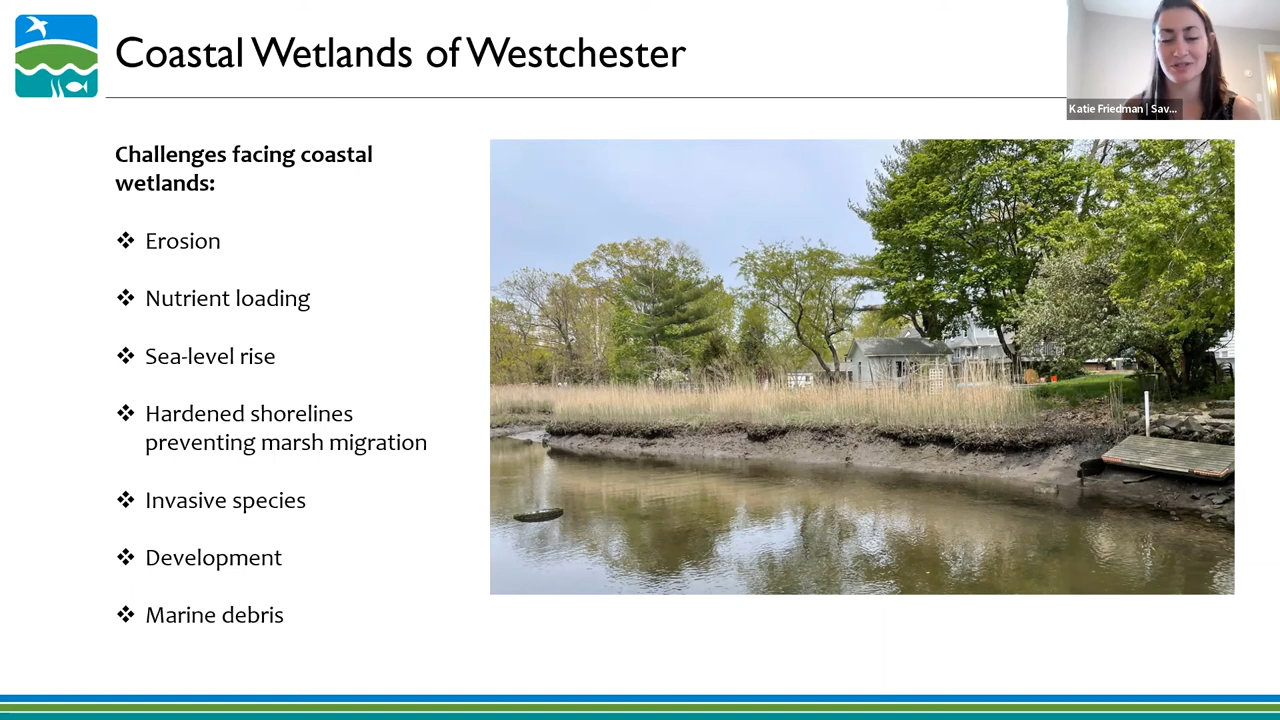 Coastal Wetlands of Westchester
Katie Friedman | Sav...
Challenges facing coastal
wetlands:
❖ Erosion
❖ Nutrient loading
❖ Sea-level rise
❖ Hardened shorelines
preventing marsh migration
❖ Invasive species
❖ Development
❖ Marine debris